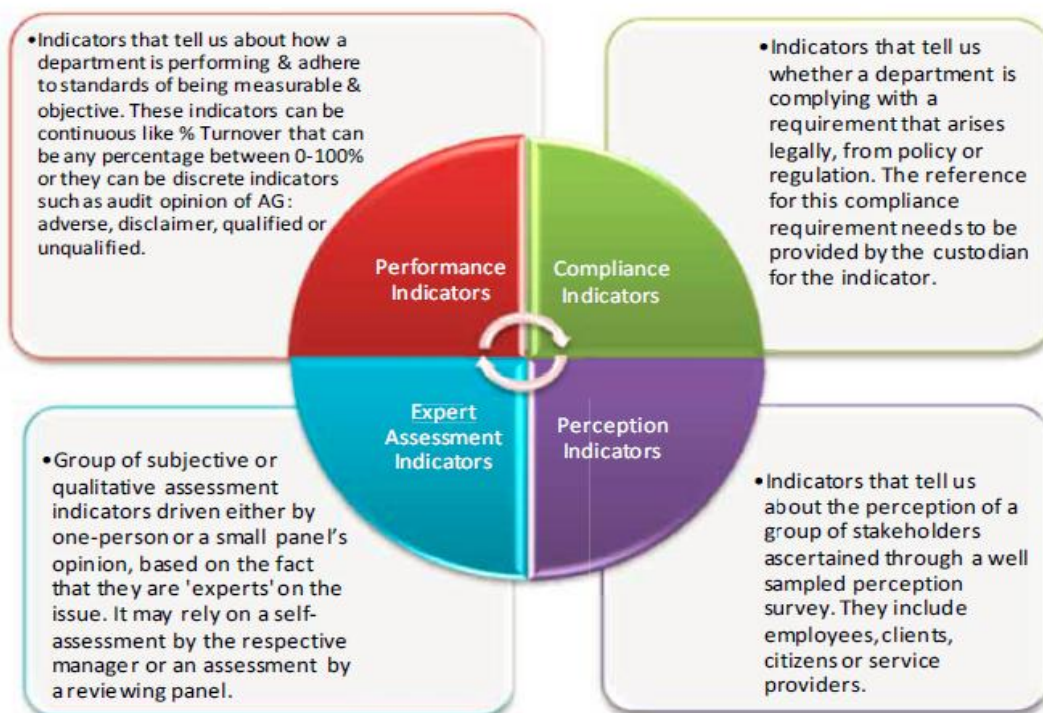 •Indicators that tell us about how a
department is performing & adhere
to standards of being measurable &
objective. These indicators can be
continuous like % Turnover that can
be any percentage between 0-100%
or they can be discrete indicators
such as audit opinion of AG:
adverse, disclaimer, qualified or
unqualified.
•Indicators that tell us
whether a department is
complying with a
requirement that arises
legally, from policy or
regulation. The reference
for this compliance
requirement needs to be
provided by the custodian
for the indicator.
Performance
Indicators
Compliance
Indicators
Expert
Assessment
Indicators
Perception
Indicators
•Group of subjective or
qualitative assessment
indicators driven either by
one-person or a small panel's
opinion, based on the fact
that they are 'experts' on the
issue. It may rely on a self-
assessment by the respective
manager or an assessment by
a reviewing panel.
•Indicators that tell us
about the perception of a
group of stakeholders
ascertained through a well
sampled perception
survey. They include
employees, clients,
citizens or service
providers.